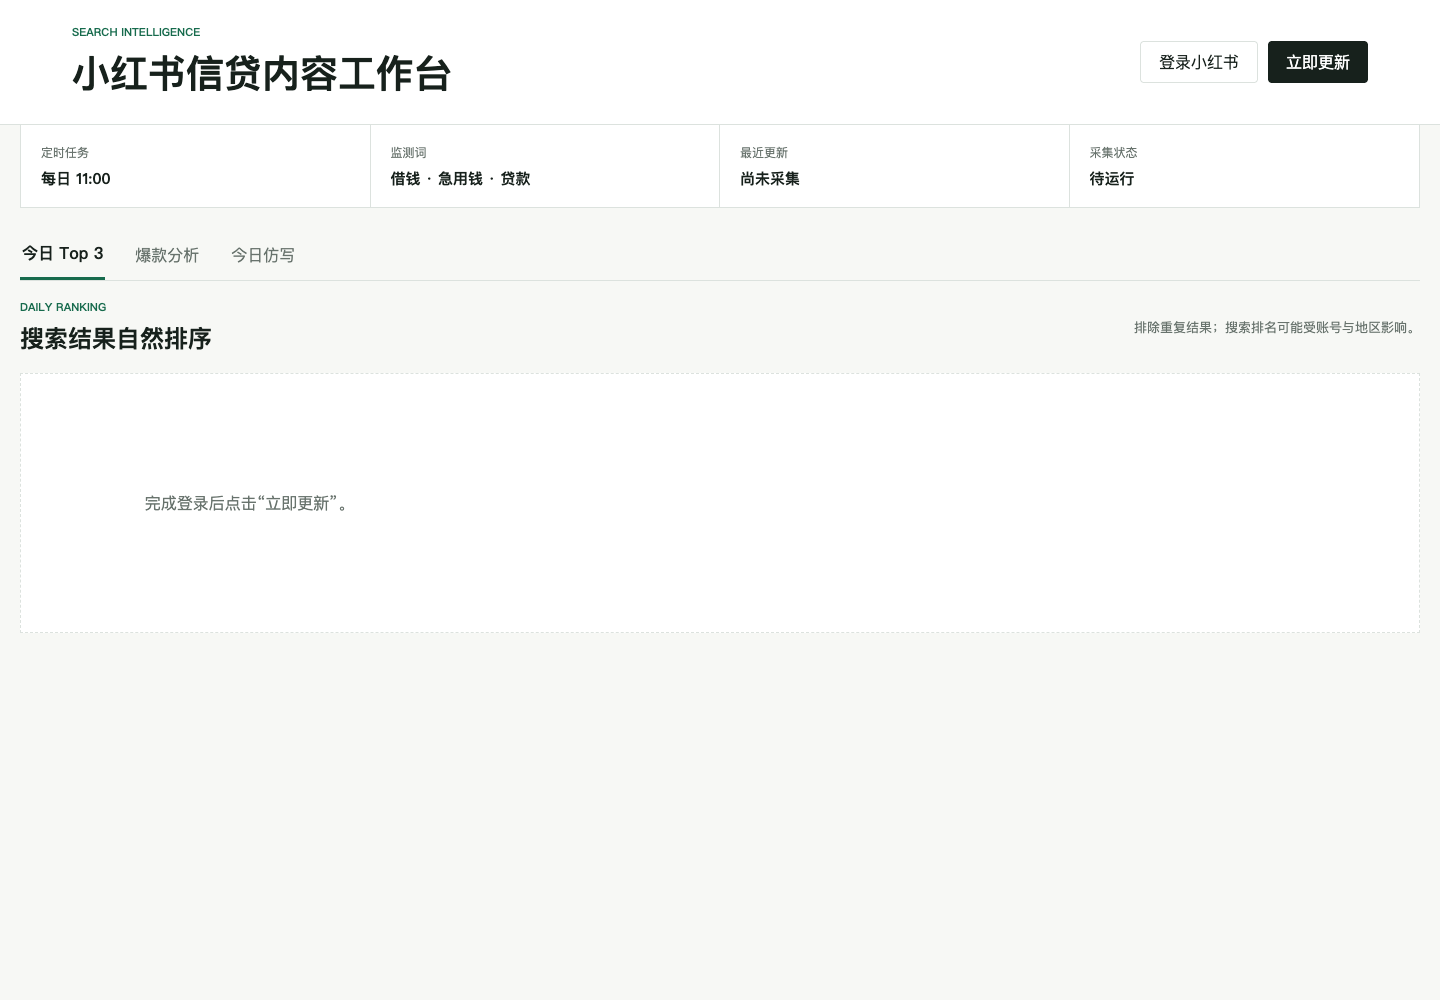 SEARCH INTELLIGENCE
小红书信贷内容工作台
登录小红书
立即更新
定时任务
每日 11:00
监测词
借钱 · 急用钱 · 贷款
最近更新
尚未采集
采集状态
待运行
今日 Top 3
爆款分析
今日仿写
DAILY RANKING
搜索结果自然排序
排除重复结果；搜索排名可能受账号与地区影响。
完成登录后点击“立即更新”。